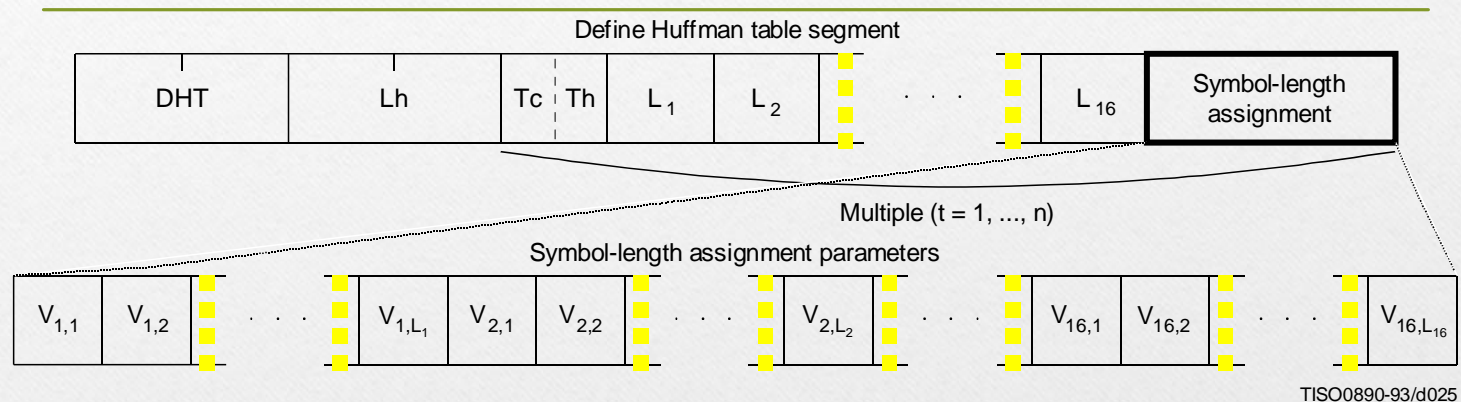 Define Huffman table segment
DHT Lh Tc Th L 1 L 2 . . . L 16 Symbol-length assignment
Multiple (t = 1, ..., n)
Symbol-length assignment parameters
V1,1 V1,2 . . . V1,L1 V2,1 V2,2 . . . V2,L2 . . . V16,1 V16,2 . . . V16,L16
TISO0890-93/d025